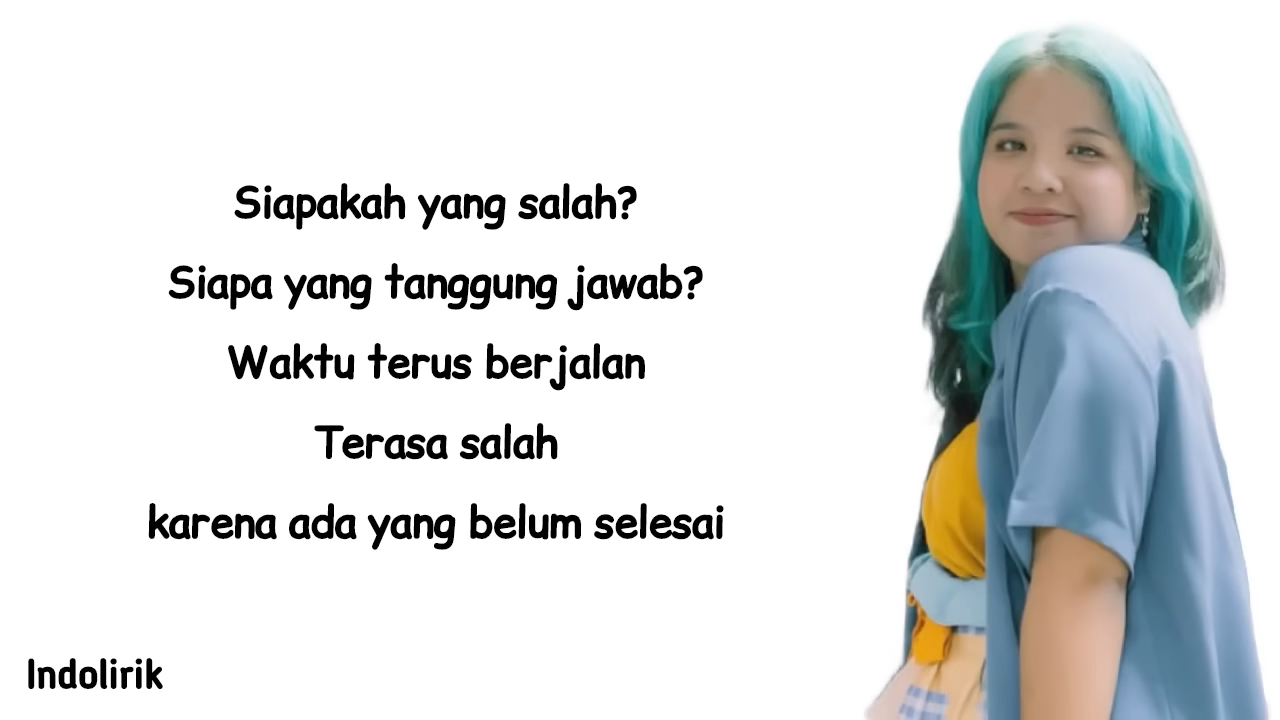 Siapakah yang salah?
Siapa yang tanggung jawab?
Waktu terus berjalan
Terasa salah
karena ada yang belum selesai
Indolirik